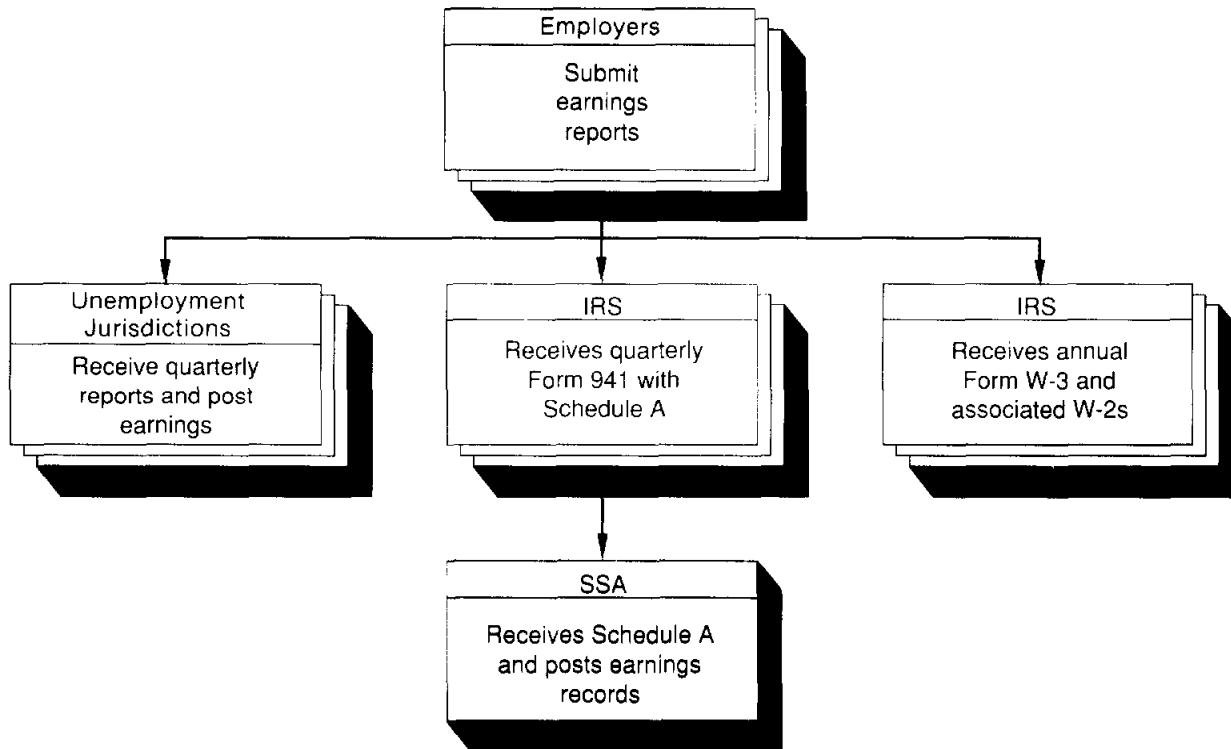 Employers
Submit
earnings
reports
Unemployment
Jurisdictions
Receive quarterly
reports and post
earnings
IRS
Receives quarterly
Form 941 with
Schedule A
IRS
Receives annual
Form W-3 and
associated W-2s
SSA
Receives Schedule A
and posts earnings
records